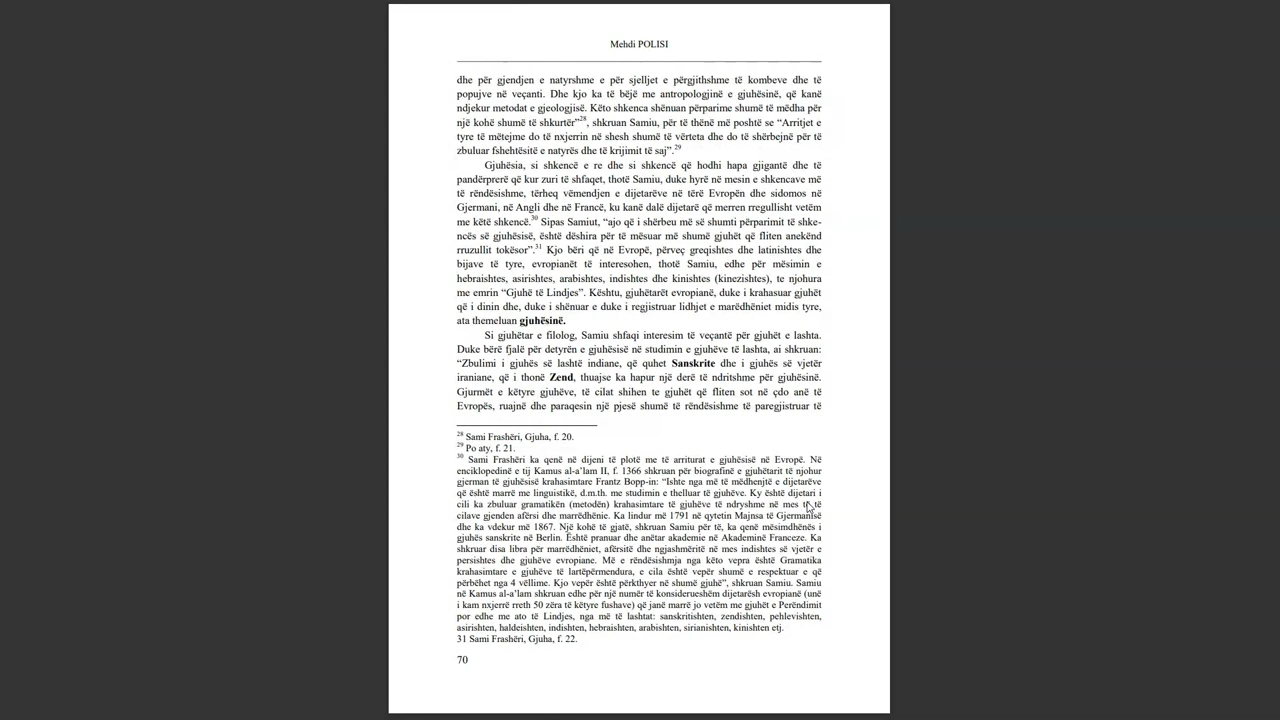 Mehdi POLISI
dhe për gjendjen e natyrshme e për sjelljet e përgjithshme të kombeve dhe të
popujve në veçanti. Dhe kjo ka të bëjë me antropologjinë e gjuhësinë, që kanë
ndjekur metodat e gjeologjisë. Këto shkenca shënuan përparime shumë të mëdha për
një kohë shumë të shkurtër”28, shkruan Samiu, për të thënë më poshtë se “Arritjet e
tyre të mëtejme do të nxjerrin në shesh shumë të vërteta dhe do të shërbejnë për të
zbuluar fshehtësitë e natyrës dhe të krijimit të saj”.29
Gjuhësia, si shkencë e re dhe si shkencë që hodhi hapa gjigantë dhe të
pandërprerë që kur zuri të shfaqet, thotë Samiu, duke hyrë në mesin e shkencave më
të rëndësishme, tërheq vëmendjen e dijetarëve në tërë Evropën dhe sidomos në
Gjermani, në Angli dhe në Francë, ku kanë dalë dijetarë që merren rregullisht vetëm
me këtë shkencë.30 Sipas Samiut, “ajo që i shërbeu më së shumti përparimit të shke-
ncës së gjuhësisë, është dëshira për të mësuar më shumë gjuhët që fliten anekënd
rruzullit tokësor”.31 Kjo bëri që në Evropë, përveç greqishtes dhe latinishtes dhe
bijave të tyre, evropianët të interesohen, thotë Samiu, edhe për mësimin e
hebraishtes, asirishtes, arabishtes, indishtes dhe kinishtes (kinezishtes), te njohura
me emrin “Gjuhë të Lindjes”. Kështu, gjuhëtarët evropianë, duke i krahasuar gjuhët
që i dinin dhe, duke i shënuar e duke i regjistruar lidhjet e marëdhëniet midis tyre,
ata themeluan gjuhësinë.
Si gjuhëtar e filolog, Samiu shfaqi interesim të veçantë për gjuhët e lashta.
Duke bërë fjalë për detyrën e gjuhësisë në studimin e gjuhëve të lashta, ai shkruan:
“Zbulimi i gjuhës së lashtë indiane, që quhet Sanskrite dhe i gjuhës së vjetër
iraniane, që i thonë Zend, thuajse ka hapur një derë të ndritshme për gjuhësinë.
Gjurmët e këtyre gjuhëve, të cilat shihen te gjuhët që fliten sot në çdo anë të
Evropës, ruajnë dhe paraqesin një pjesë shumë të rëndësishme të paregjistruar të
28 Sami Frashëri, Gjuha, f. 20.
29 Po aty, f. 21.
30 Sami Frashëri ka qenë në dijeni të plotë me të arriturat e gjuhësisë në Evropë. Në
enciklopedinë e tij Kamus al-a’lam II, f. 1366 shkruan për biografinë e gjuhëtarit të njohur
gjerman të gjuhësisë krahasimtare Frantz Bopp-in: “Ishte nga më të mëdhenjtë e dijetarëve
që është marrë me linguistikë, d.m.th. me studimin e thelluar të gjuhëve. Ky është dijetari i
cili ka zbuluar gramatikën (metodën) krahasimtare të gjuhëve të ndryshme në mes të të
cilave gjenden afërsi dhe marrëdhënie. Ka lindur më 1791 në qytetin Majnsa të Gjermanisë
dhe ka vdekur më 1867. Një kohë të gjatë, shkruan Samiu për të, ka qenë mësimdhënës i
gjuhës sanskrite në Berlin. Është pranuar dhe anëtar akademie në Akademinë Franceze. Ka
shkruar disa libra për marrëdhëniet, afërsitë dhe ngjashmëritë në mes indishtes së vjetër e
persishtes dhe gjuhëve evropiane. Më e rëndësishmja nga këto vepra është Gramatika
krahasimtare e gjuhëve të lartëpërmendura, e cila është vepër shumë e respektuar e që
përbëhet nga 4 vëllime. Kjo vepër është përkthyer në shumë gjuhë”, shkruan Samiu. Samiu
në Kamus al-a’lam shkruan edhe për një numër të konsiderueshëm dijetarësh evropianë (unë
i kam nxjerrë rreth 50 zëra të këtyre fushave) që janë marrë jo vetëm me gjuhët e Perëndimit
por edhe me ato të Lindjes, nga më të lashtat: sanskritishten, zendishten, pehlevishten,
asirishten, haldeishten, indishten, hebraishten, arabishten, sirianishten, kinishten etj.
31 Sami Frashëri, Gjuha, f. 22.
70